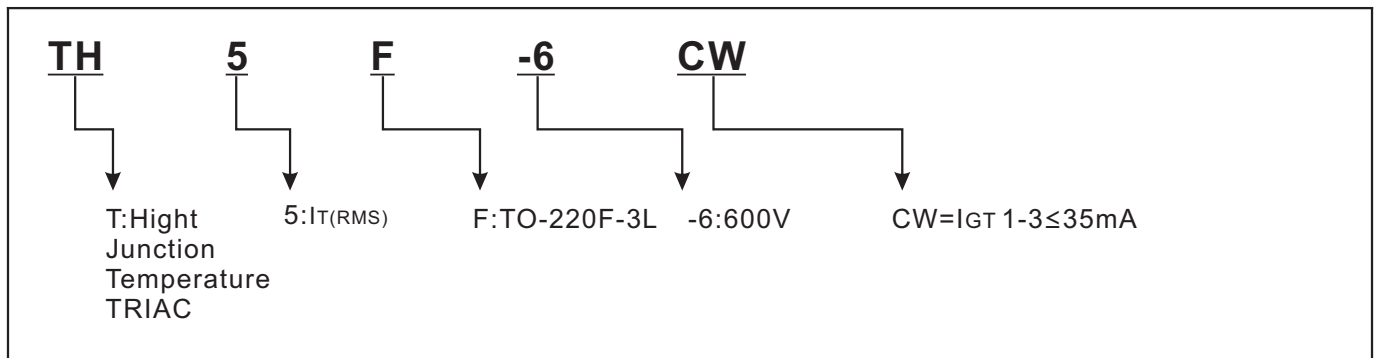 TH 5 F -6 CW
T:Hight
Junction
Temperature
TRIAC
5:IT(RMS)
F:TO-220F-3L
-6:600V
CW=IGT 1-3≤35mA